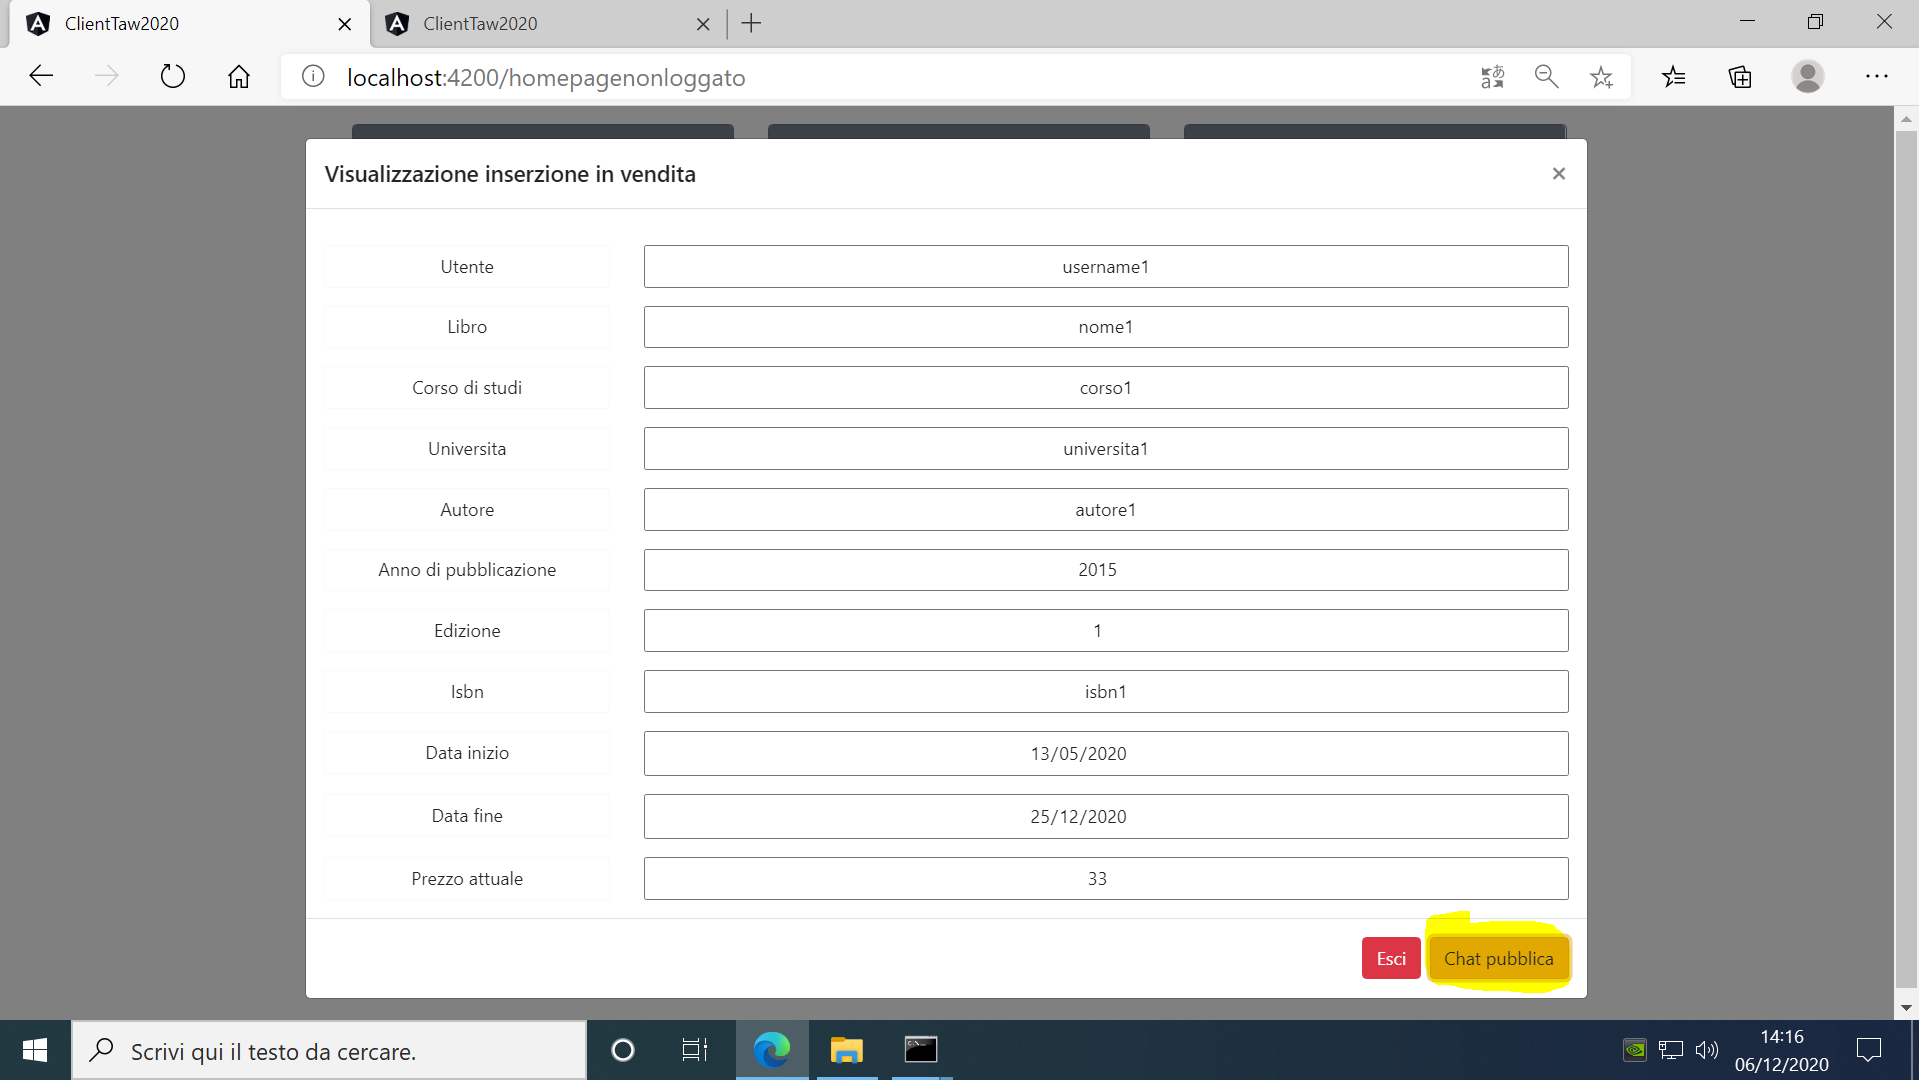 ClientTaw2020
ClientTaw2020
localhost:4200/homepagenonloggato
Visualizzazione inserzione in vendita
×
Utente username1
Libro nome1
Corso di studi corso1
Universita universita1
Autore autore1
Anno di pubblicazione 2015
Edizione 1
Isbn isbn1
Data inizio 13/05/2020
Data fine 25/12/2020
Prezzo attuale 33
Esci Chat pubblica
Scrivi qui il testo da cercare.
14:16
06/12/2020